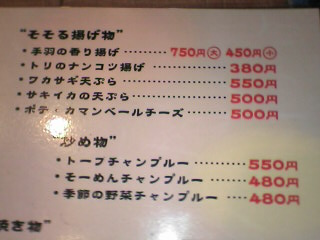 "そそる揚げ物"
・手羽の香り揚げ………750円大 450円小
・トリのナンコツ揚げ………380円
・ワカサギ天ぷら…………550円
・サキイカの天ぷら…………500円
・ポテ・カマンベールチーズ……500円
炒め物"
・トーフチャンプルー………550円
・そーめんチャンプルー……480円
・季節の野菜チャンプルー……480円
焼き物"